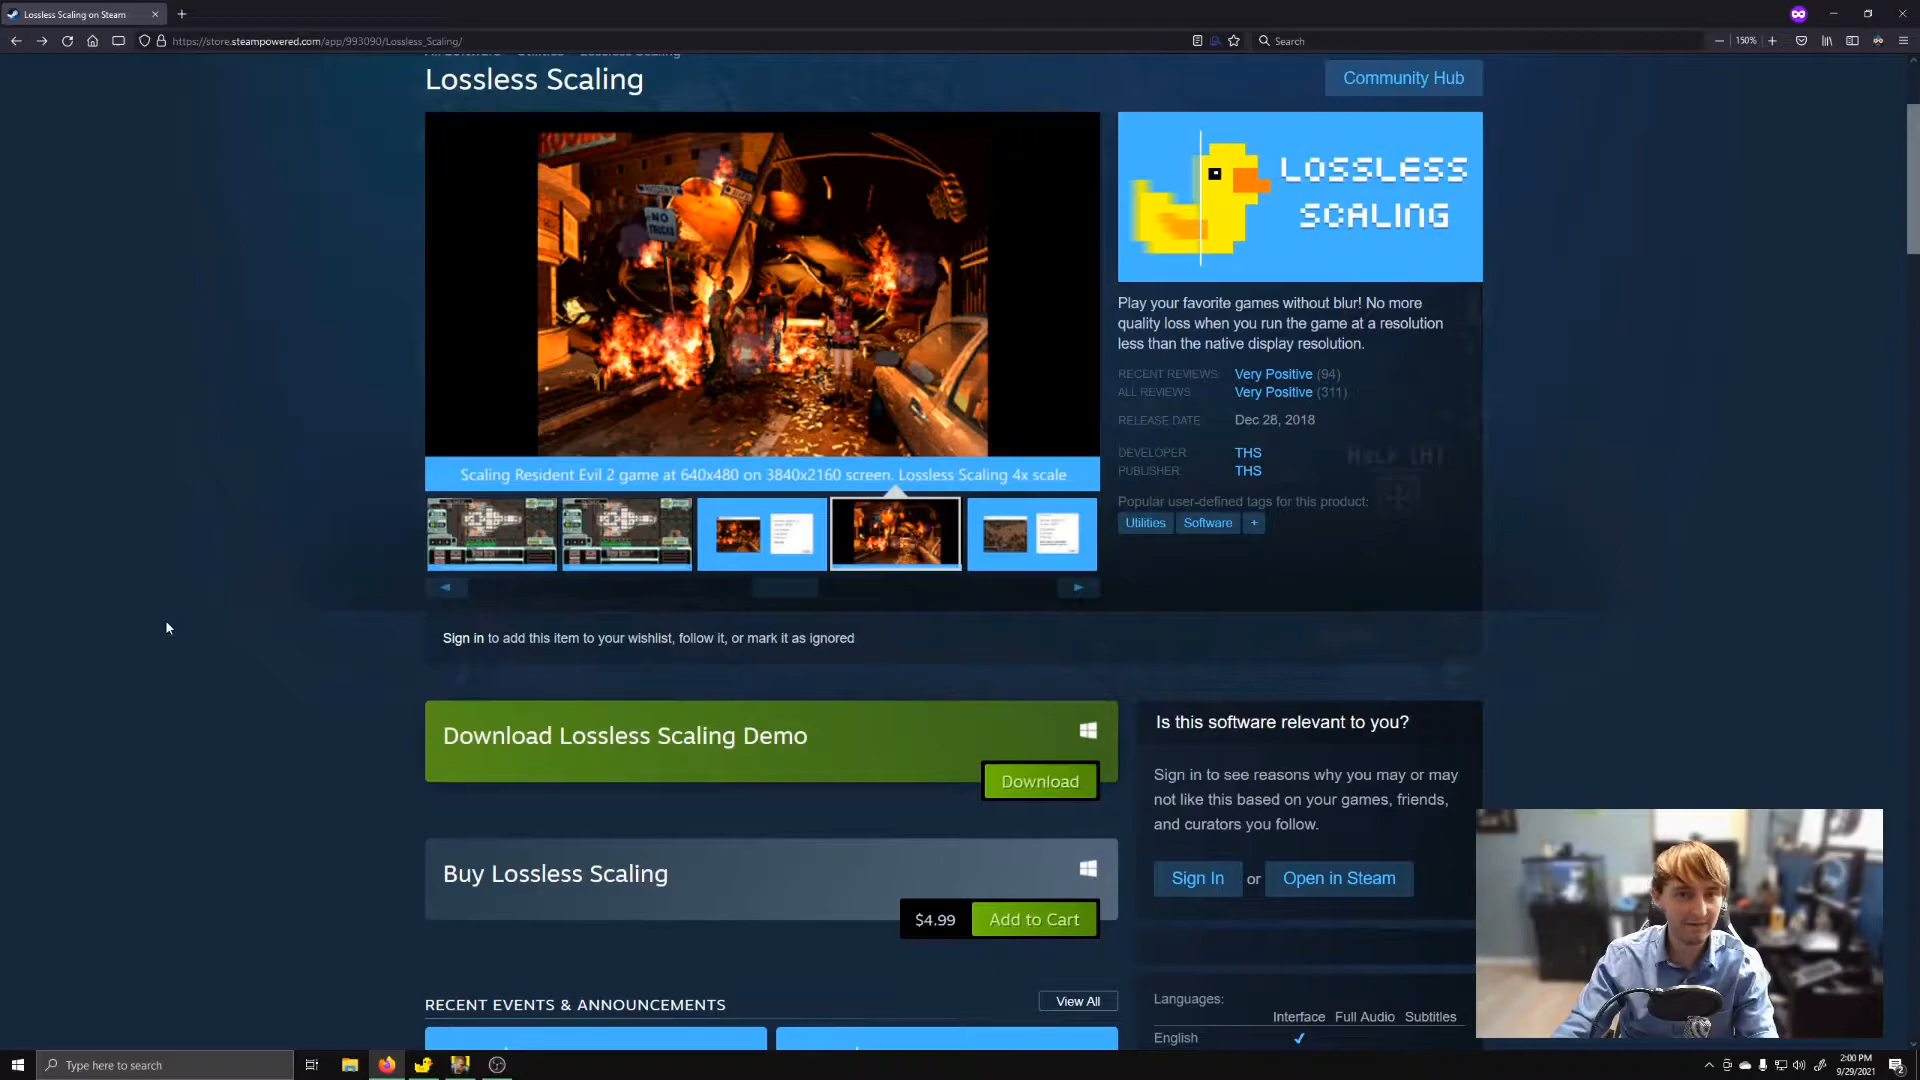 Lossless Scaling on Steam
https://store.steampowered.com/app/993090/Lossless_Scaling/
Search
150%
Lossless Scaling
Community Hub
NO
TRUCKS
LOSSLESS
SCALING
Play your favorite games without blur! No more
quality loss when you run the game at a resolution
less than the native display resolution.
RECENT REVIEWS: Very Positive (94)
ALL REVIEWS Very Positive (311)
RELEASE DATE: Dec 28, 2018
DEVELOPER: THS
PUBLISHER: THS
Popular user-defined tags for this product:
Utilities Software +
Scaling Resident Evil 2 game at 640x480 on 3840x2160 screen. Lossless Scaling 4x scale
Sign in to add this item to your wishlist, follow it, or mark it as ignored
Download Lossless Scaling Demo
Download
Buy Lossless Scaling
$4.99 Add to Cart
Is this software relevant to you?
Sign in to see reasons why you may or may
not like this based on your games, friends,
and curators you follow.
Sign In or Open in Steam
RECENT EVENTS & ANNOUNCEMENTS
View All
Languages:
Interface Full Audio Subtitles
English ✔
Type here to search
2:00 PM
9/29/2021